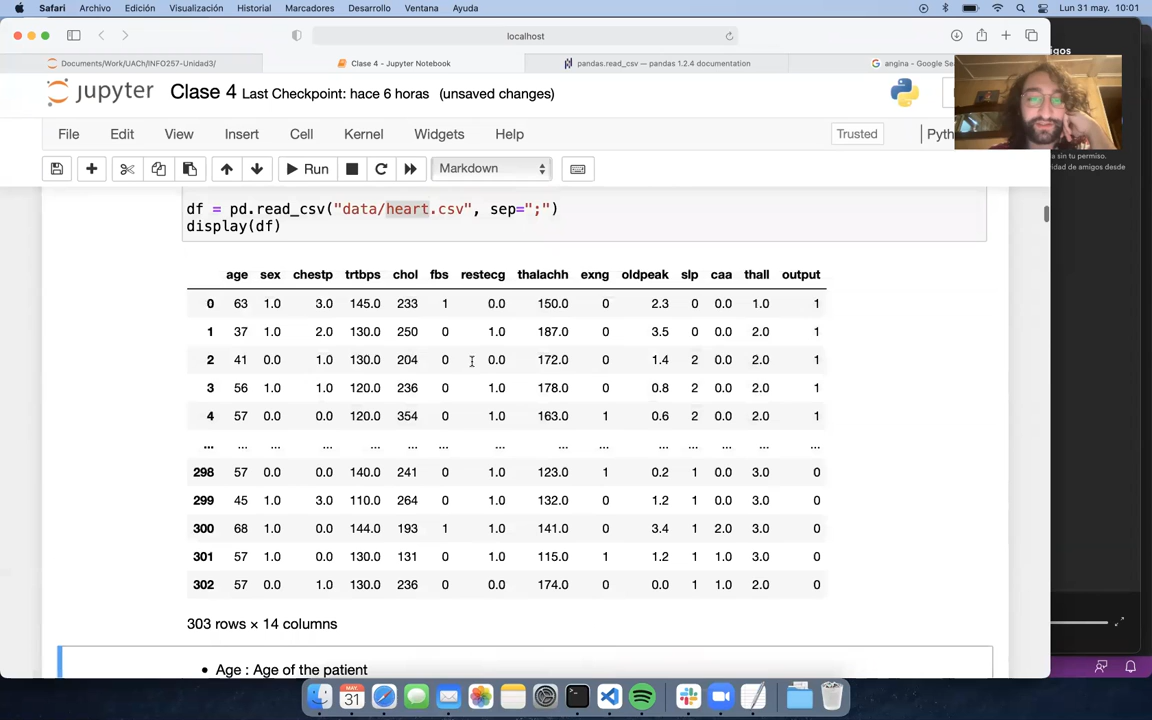 Safari Archivo Edición Visualización Historial Marcadores Desarrollo Ventana Ayuda Lun 31 may. 10:01
localhost
Documents/Work/UACh/INFO257-Unidad3/ Clase 4 - Jupyter Notebook pandas.read_csv — pandas 1.2.4 documentation angina - Google Se
igos
jupyter Clase 4 Last Checkpoint: hace 6 horas (unsaved changes)
File Edit View Insert Cell Kernel Widgets Help Trusted Pyth
a sin tu permiso.
vidad de amigos desde
Run Markdown
df = pd.read_csv("data/heart.csv", sep=";")
display(df)
age sex chestp trtbps chol fbs restecg thalachh exng oldpeak slp caa thall output
0 63 1.0 3.0 145.0 233 1 0.0 150.0 0 2.3 0 0.0 1.0 1
1 37 1.0 2.0 130.0 250 0 1.0 187.0 0 3.5 0 0.0 2.0 1
2 41 0.0 1.0 130.0 204 0 0.0 172.0 0 1.4 2 0.0 2.0 1
3 56 1.0 1.0 120.0 236 0 1.0 178.0 0 0.8 2 0.0 2.0 1
4 57 0.0 0.0 120.0 354 0 1.0 163.0 1 0.6 2 0.0 2.0 1
... ... ... ... ... ... ... ... ... ... ... ... ... ... ...
298 57 0.0 0.0 140.0 241 0 1.0 123.0 1 0.2 1 0.0 3.0 0
299 45 1.0 3.0 110.0 264 0 1.0 132.0 0 1.2 1 0.0 3.0 0
300 68 1.0 0.0 144.0 193 1 1.0 141.0 0 3.4 1 2.0 3.0 0
301 57 1.0 0.0 130.0 131 0 1.0 115.0 1 1.2 1 1.0 3.0 0
302 57 0.0 1.0 130.0 236 0 0.0 174.0 0 0.0 1 1.0 2.0 0
303 rows × 14 columns
• Age : Age of the patient
MAY. 31